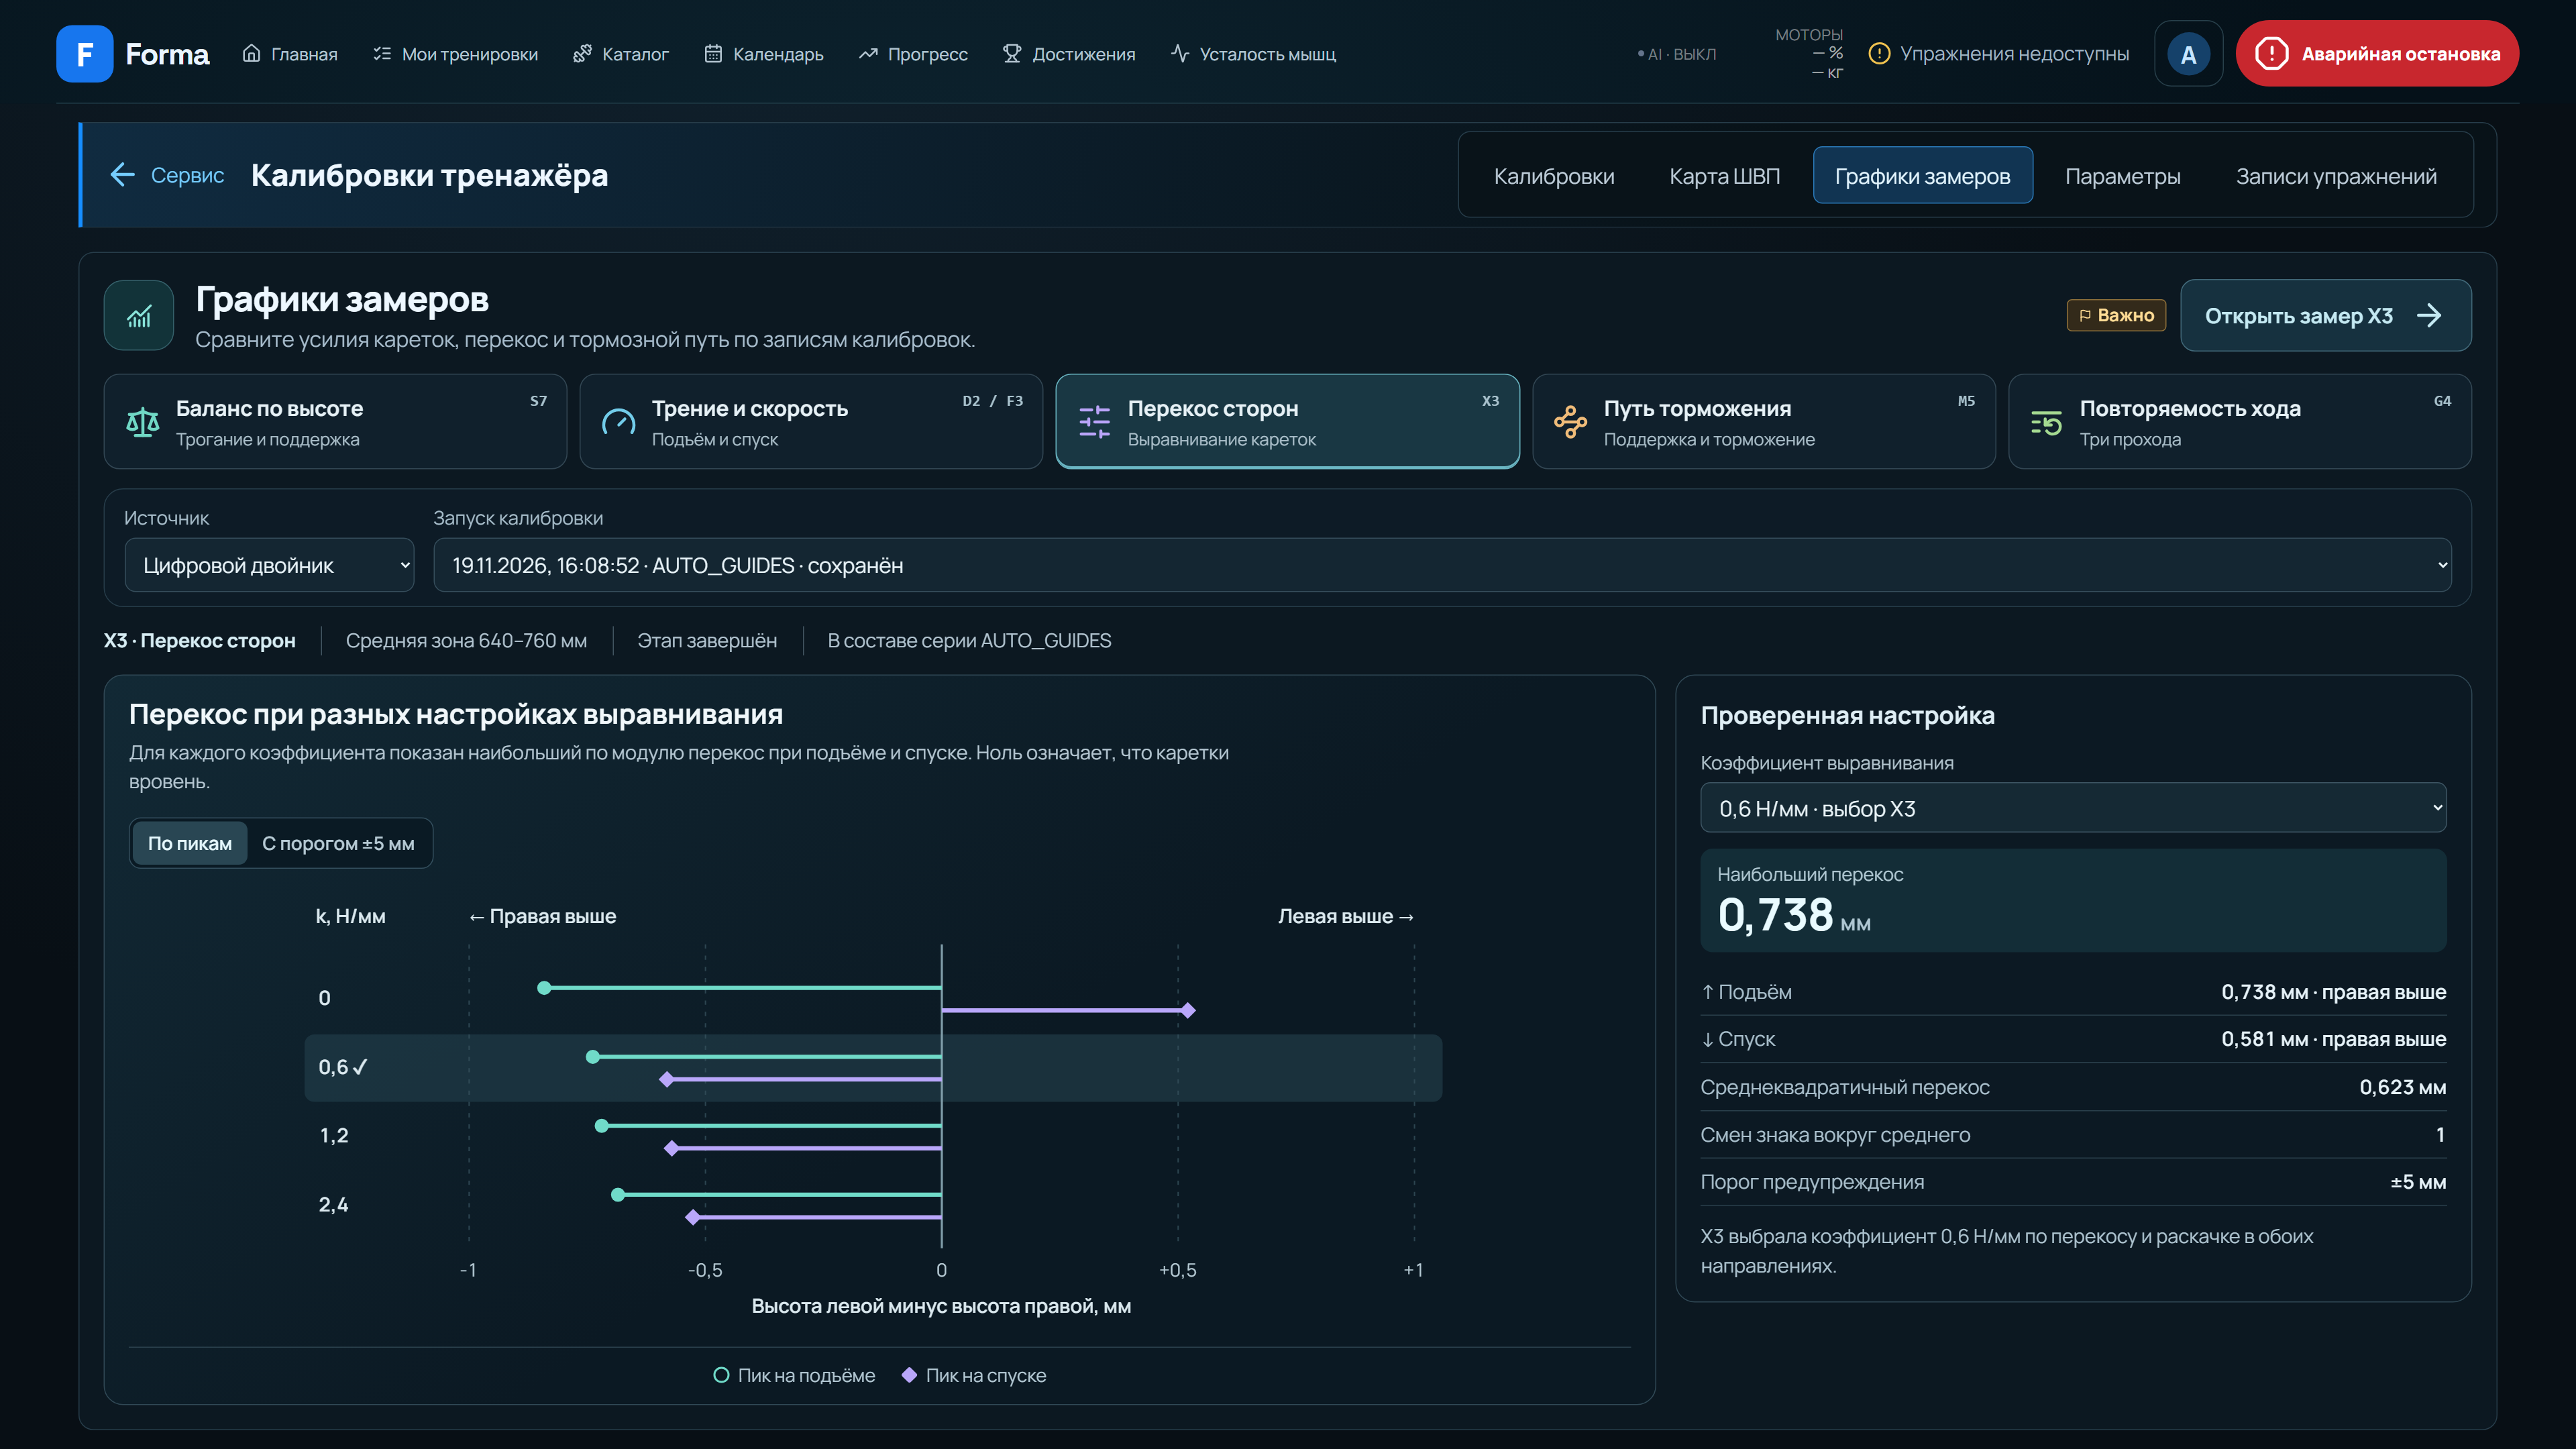 F Forma
Главная
Мои тренировки
Каталог
Календарь
Прогресс
Достижения
Усталость мышц
AI · ВЫКЛ
МОТОРЫ
— %
— кг
Упражнения недоступны
A
Аварийная остановка
← Сервис
Калибровки тренажёра
Калибровки
Карта ШВП
Графики замеров
Параметры
Записи упражнений
Графики замеров
Сравните усилия кареток, перекос и тормозной путь по записям калибровок.
Важно
Открыть замер X3 →
Баланс по высоте
S7
Трогание и поддержка
Трение и скорость
D2 / F3
Подъём и спуск
Перекос сторон
X3
Выравнивание кареток
Путь торможения
M5
Поддержка и торможение
Повторяемость хода
G4
Три прохода
Источник
Цифровой двойник
Запуск калибровки
19.11.2026, 16:08:52 · AUTO_GUIDES · сохранён
X3 · Перекос сторон
Средняя зона 640–760 мм
Этап завершён
В составе серии AUTO_GUIDES
Перекос при разных настройках выравнивания
Для каждого коэффициента показан наибольший по модулю перекос при подъёме и спуске. Ноль означает, что каретки
вровень.
По пикам
С порогом ±5 мм
k, Н/мм
← Правая выше
Левая выше →
0
0,6 ✓
1,2
2,4
-1
-0,5
0
+0,5
+1
Высота левой минус высота правой, мм
Пик на подъёме
Пик на спуске
Проверенная настройка
Коэффициент выравнивания
0,6 Н/мм · выбор X3
Наибольший перекос
0,738 мм
↑ Подъём
0,738 мм · правая выше
↓ Спуск
0,581 мм · правая выше
Среднеквадратичный перекос
0,623 мм
Смен знака вокруг среднего
1
Порог предупреждения
±5 мм
X3 выбрала коэффициент 0,6 Н/мм по перекосу и раскачке в обоих
направлениях.